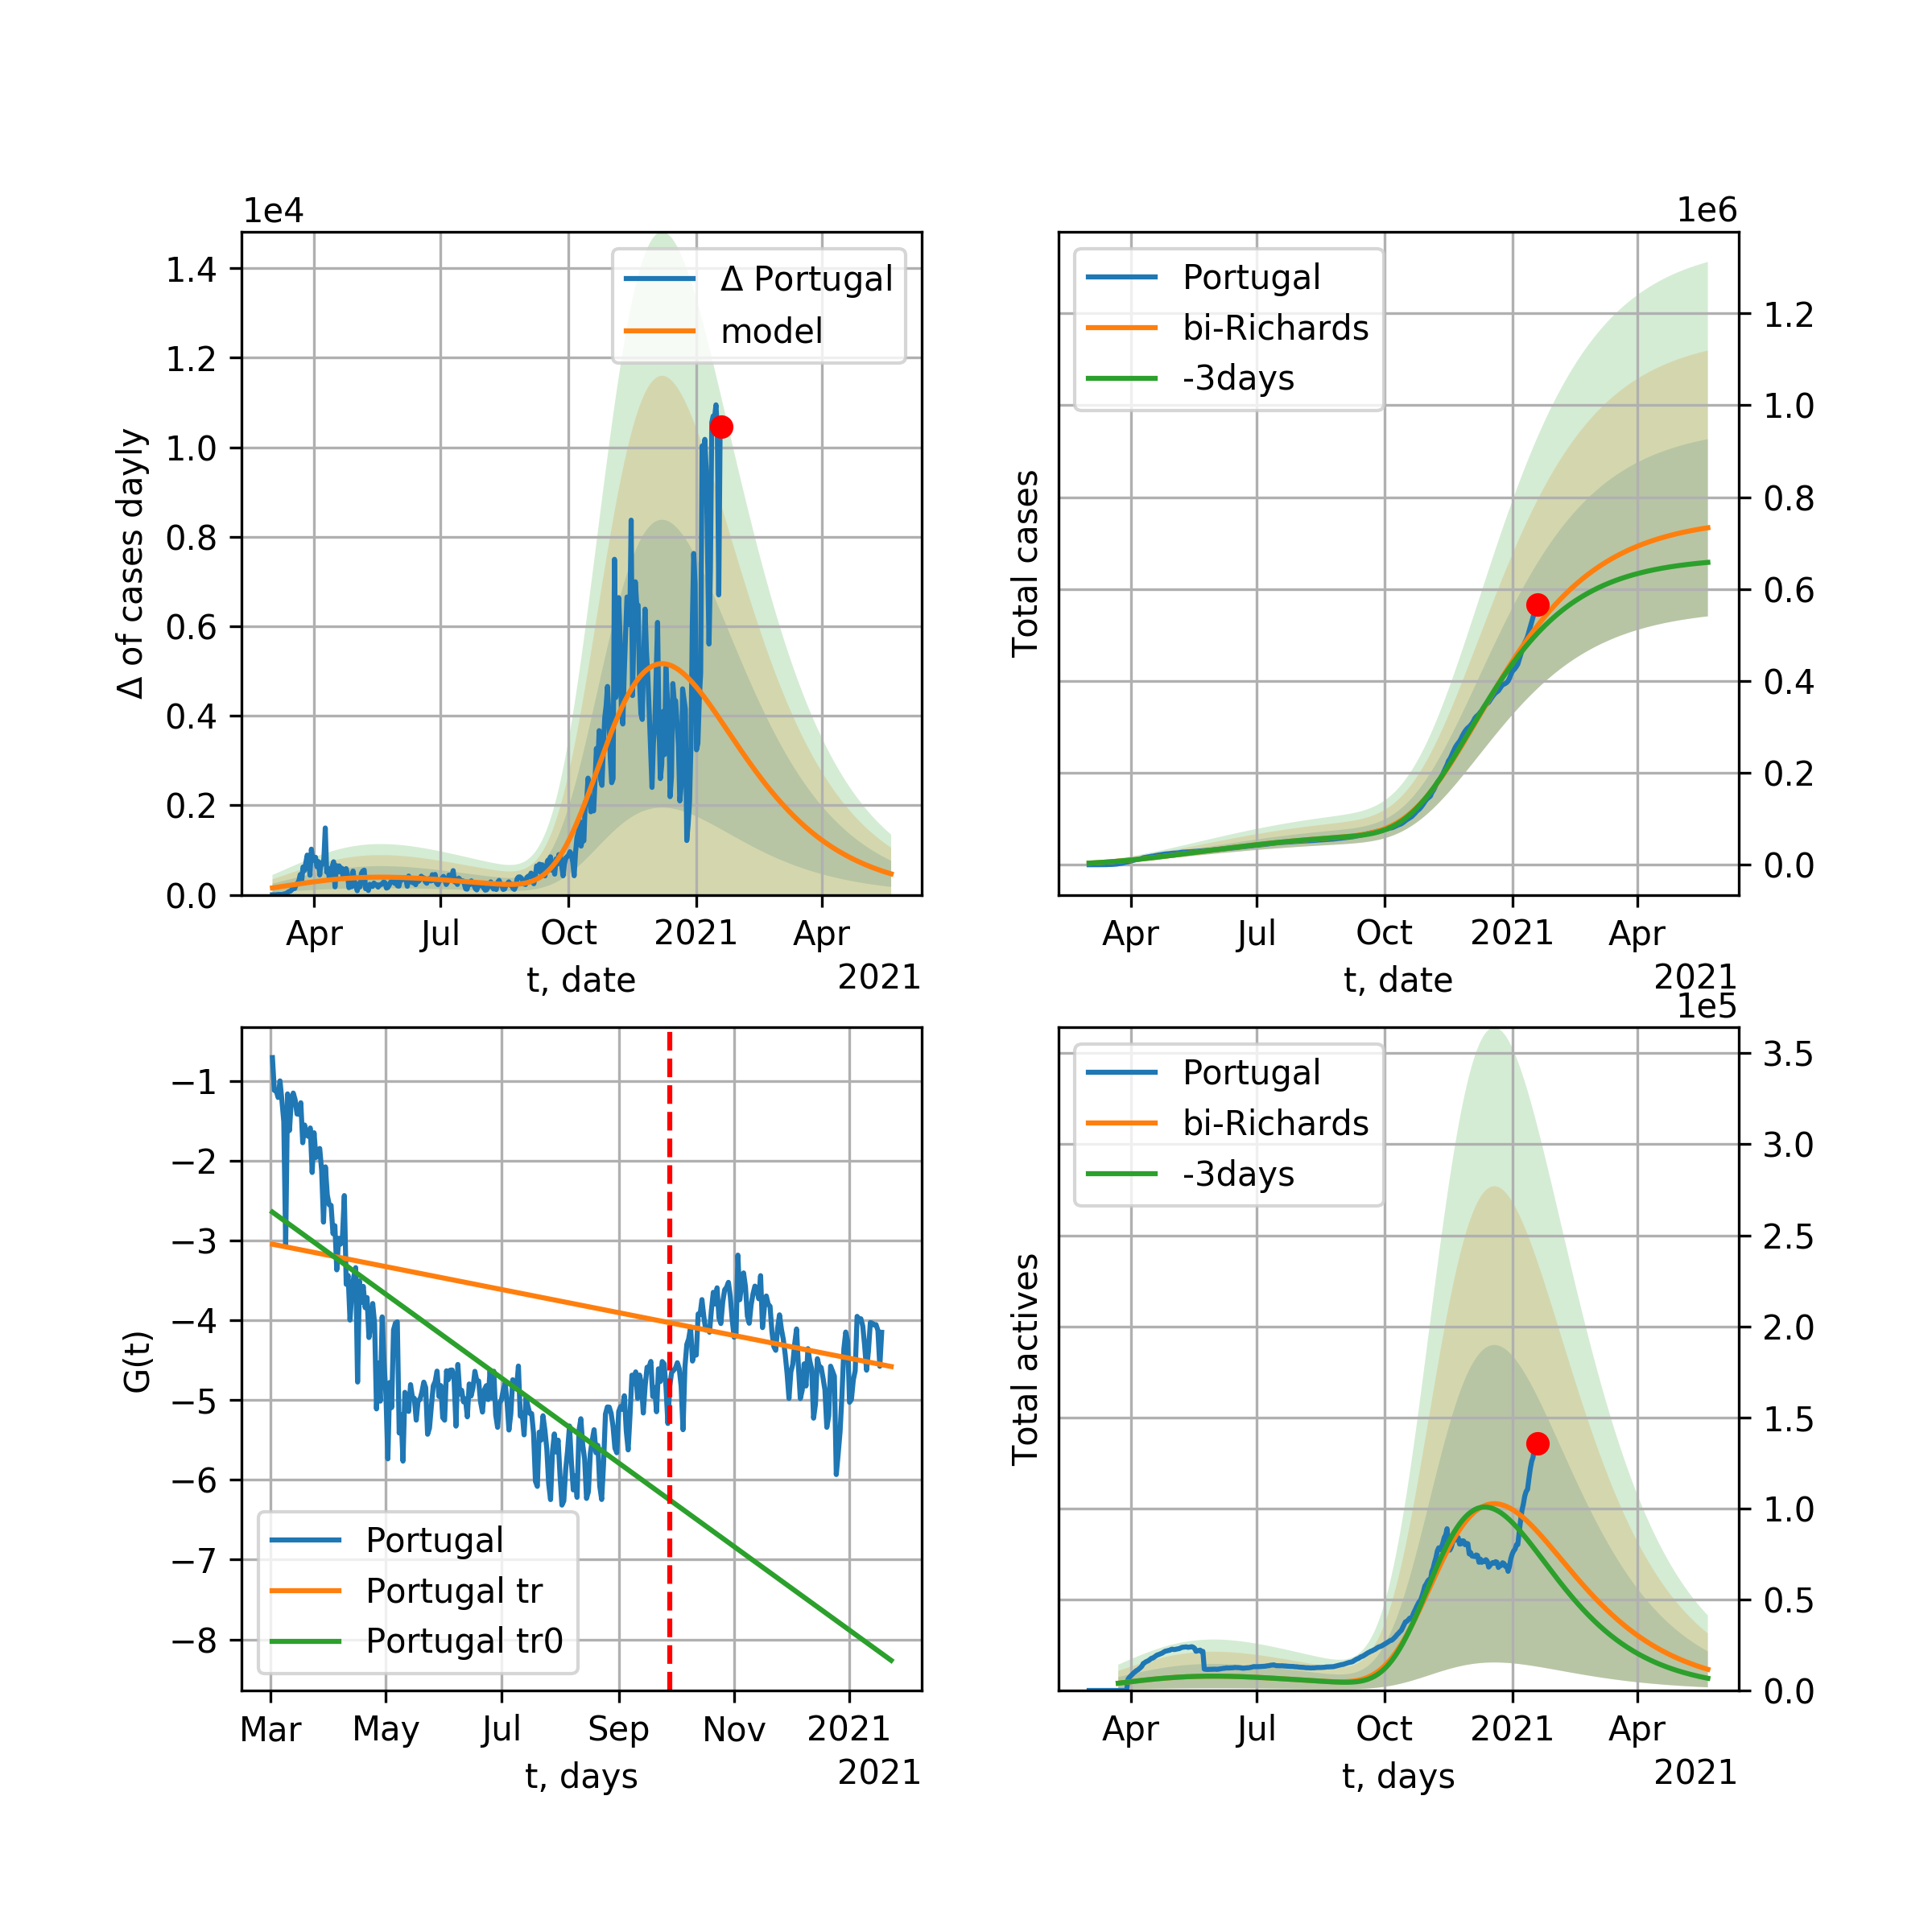 1e4
1.4
1.2
1.0
0.8
0.6
0.4
0.2
0.0
Δ of cases dayly
Δ Portugal
model
Apr
Jul
Oct
2021
Apr
t, date
2021
1e6
Portugal
bi-Richards
-3days
Total cases
1.2
1.0
0.8
0.6
0.4
0.2
0.0
Apr
Jul
Oct
2021
Apr
t, date
2021
−1
−2
−3
−4
−5
−6
−7
−8
G(t)
Portugal
Portugal tr
Portugal tr0
Mar
May
Jul
Sep
Nov
2021
t, days
2021
1e5
Portugal
bi-Richards
-3days
Total actives
3.5
3.0
2.5
2.0
1.5
1.0
0.5
0.0
Apr
Jul
Oct
2021
Apr
t, days
2021